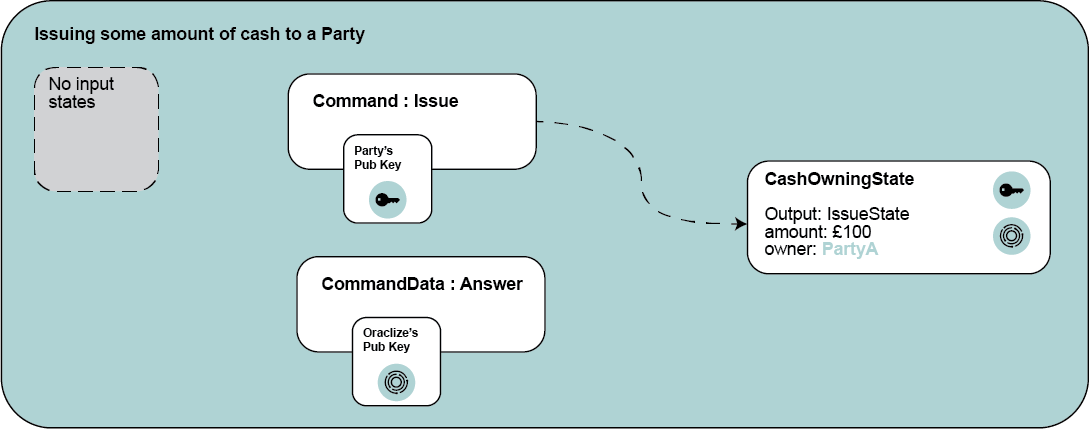 Issuing some amount of cash to a Party
No input
states
Command : Issue
Party's
Pub Key
CashOwningState
Output: IssueState
amount: £100
owner: PartyA
CommandData : Answer
Oraclize's
Pub Key